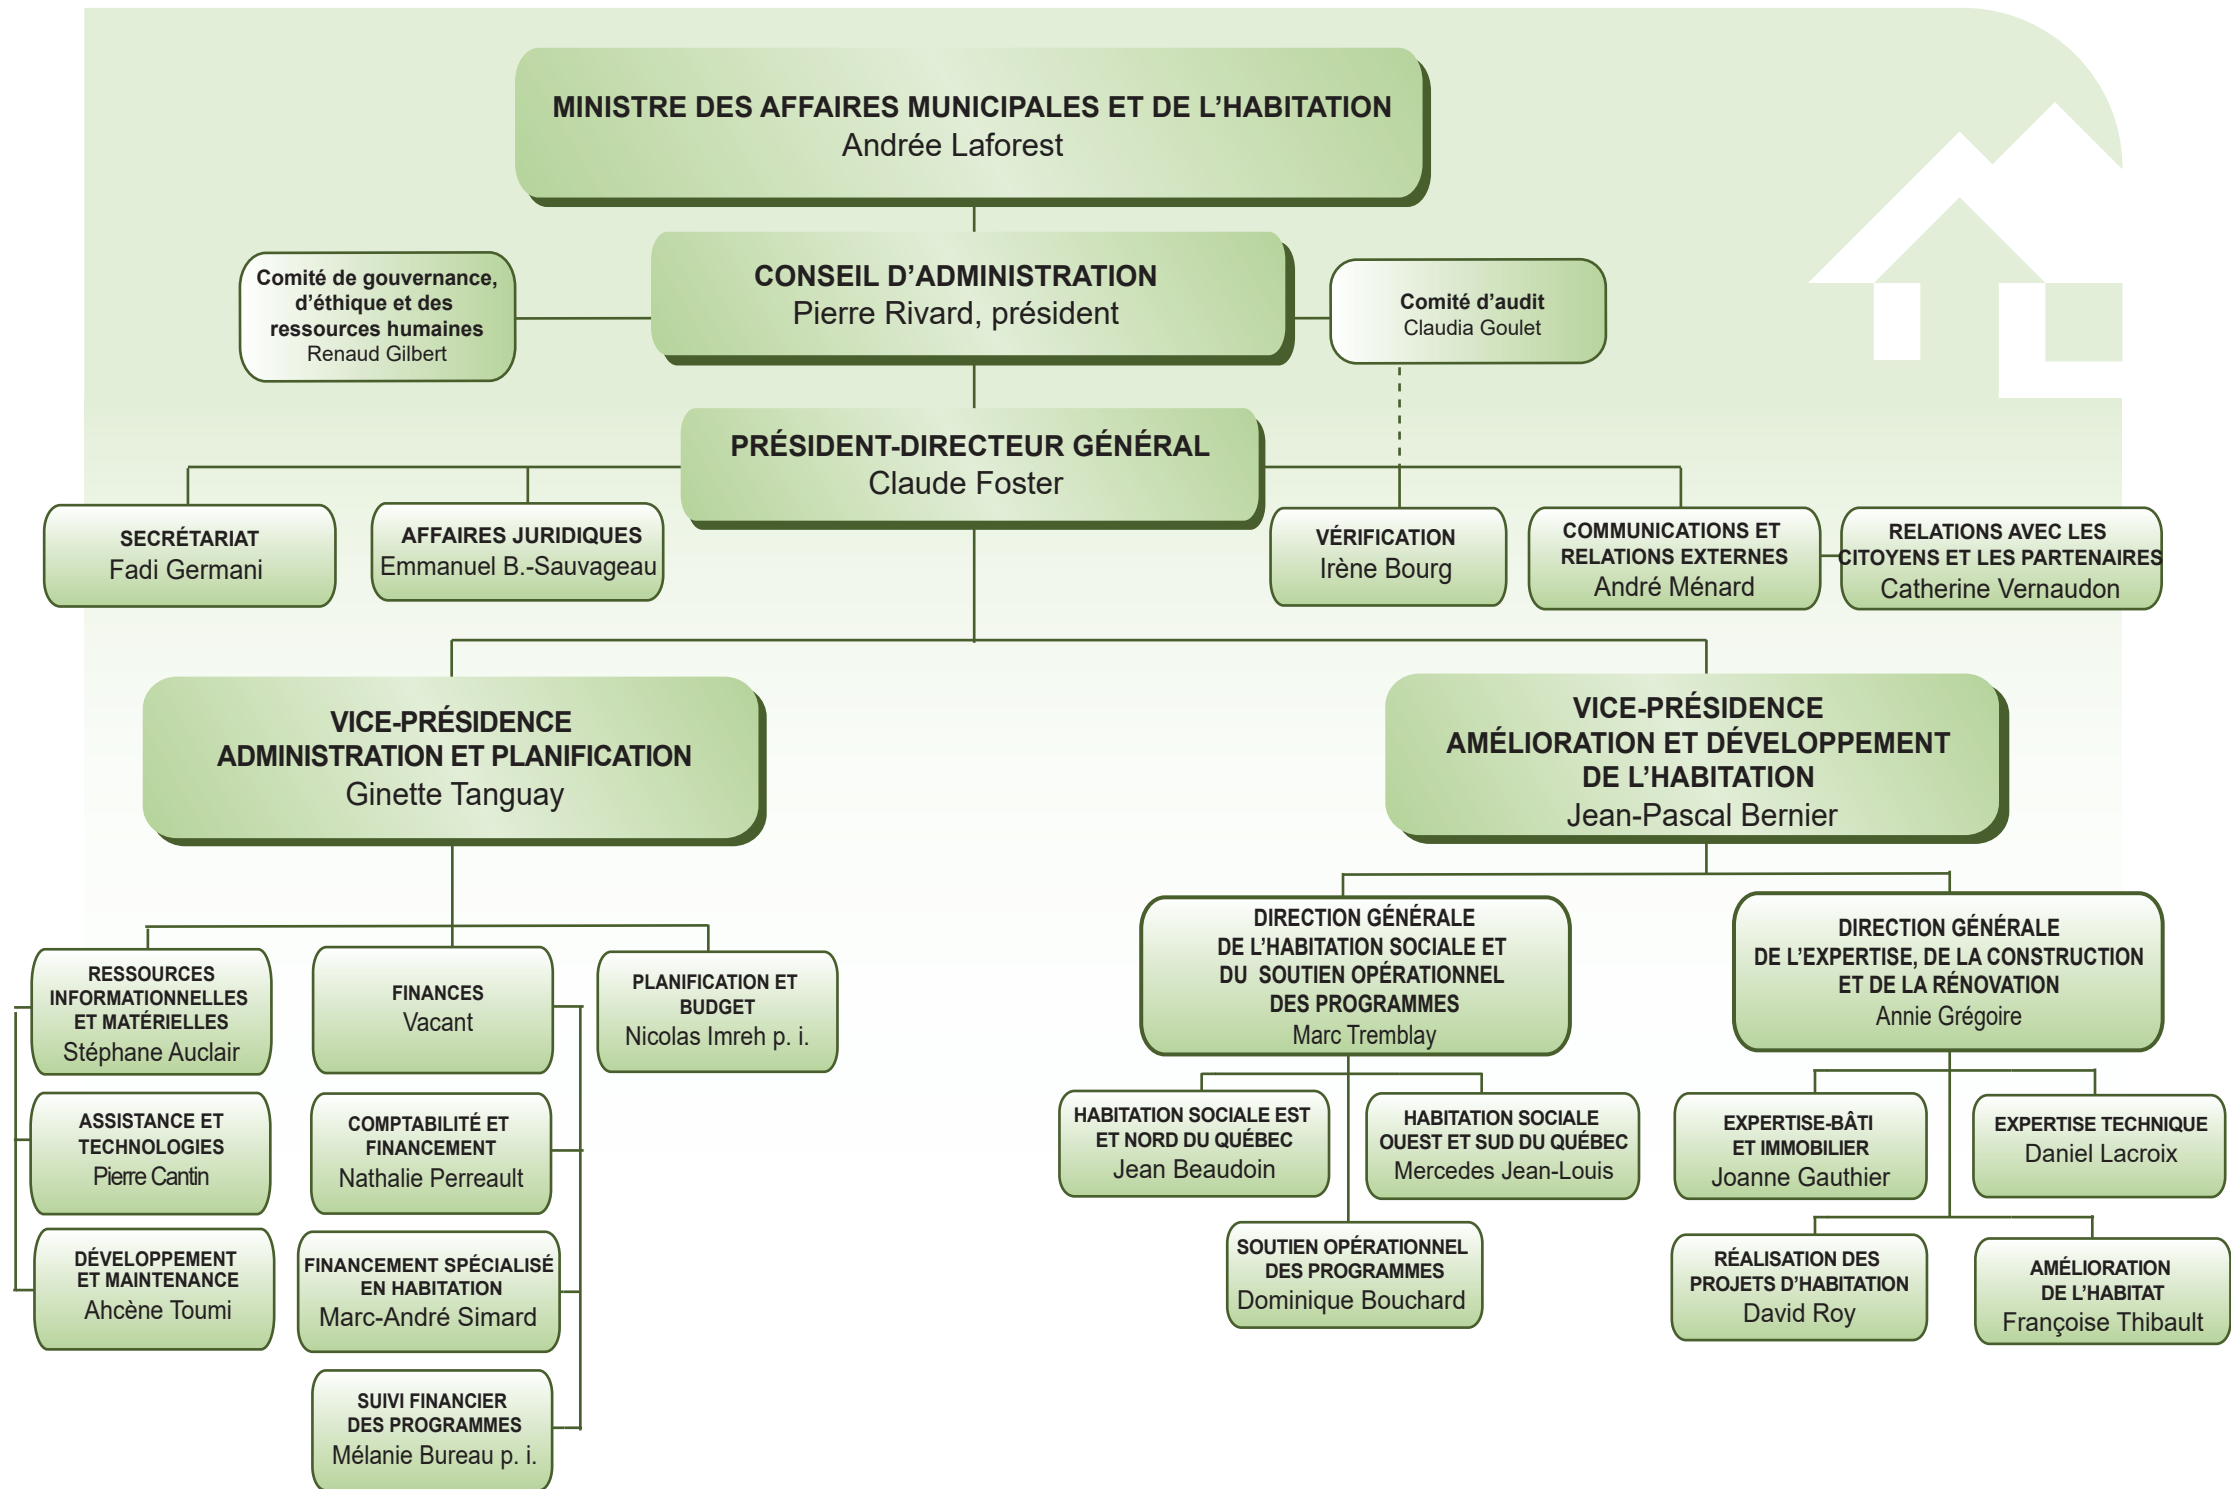 MINISTRE DES AFFAIRES MUNICIPALES ET DE L’HABITATION
Andrée Laforest
Comité de gouvernance,
d’éthique et des
ressources humaines
Renaud Gilbert
CONSEIL D’ADMINISTRATION
Pierre Rivard, président
Comité d’audit
Claudia Goulet
PRÉSIDENT-DIRECTEUR GÉNÉRAL
Claude Foster
SECRÉTARIAT
Fadi Germani
AFFAIRES JURIDIQUES
Emmanuel B.-Sauvageau
VÉRIFICATION
Irène Bourg
COMMUNICATIONS ET
RELATIONS EXTERNES
André Ménard
RELATIONS AVEC LES
CITOYENS ET LES PARTENAIRES
Catherine Vernaudon
VICE-PRÉSIDENCE
ADMINISTRATION ET PLANIFICATION
Ginette Tanguay
VICE-PRÉSIDENCE
AMÉLIORATION ET DÉVELOPPEMENT
DE L’HABITATION
Jean-Pascal Bernier
RESSOURCES
INFORMATIONNELLES
ET MATÉRIELLES
Stéphane Auclair
FINANCES
Vacant
PLANIFICATION ET
BUDGET
Nicolas Imreh p. i.
ASSISTANCE ET
TECHNOLOGIES
Pierre Cantin
COMPTABILITÉ ET
FINANCEMENT
Nathalie Perreault
DÉVELOPPEMENT
ET MAINTENANCE
Ahcène Toumi
FINANCEMENT SPÉCIALISÉ
EN HABITATION
Marc-André Simard
SUIVI FINANCIER
DES PROGRAMMES
Mélanie Bureau p. i.
DIRECTION GÉNÉRALE
DE L’HABITATION SOCIALE ET
DU SOUTIEN OPÉRATIONNEL
DES PROGRAMMES
Marc Tremblay
DIRECTION GÉNÉRALE
DE L’EXPERTISE, DE LA CONSTRUCTION
ET DE LA RÉNOVATION
Annie Grégoire
HABITATION SOCIALE EST
ET NORD DU QUÉBEC
Jean Beaudoin
HABITATION SOCIALE
OUEST ET SUD DU QUÉBEC
Mercedes Jean-Louis
SOUTIEN OPÉRATIONNEL
DES PROGRAMMES
Dominique Bouchard
EXPERTISE-BÂTI
ET IMMOBILIER
Joanne Gauthier
EXPERTISE TECHNIQUE
Daniel Lacroix
RÉALISATION DES
PROJETS D’HABITATION
David Roy
AMÉLIORATION
DE L’HABITAT
Françoise Thibault